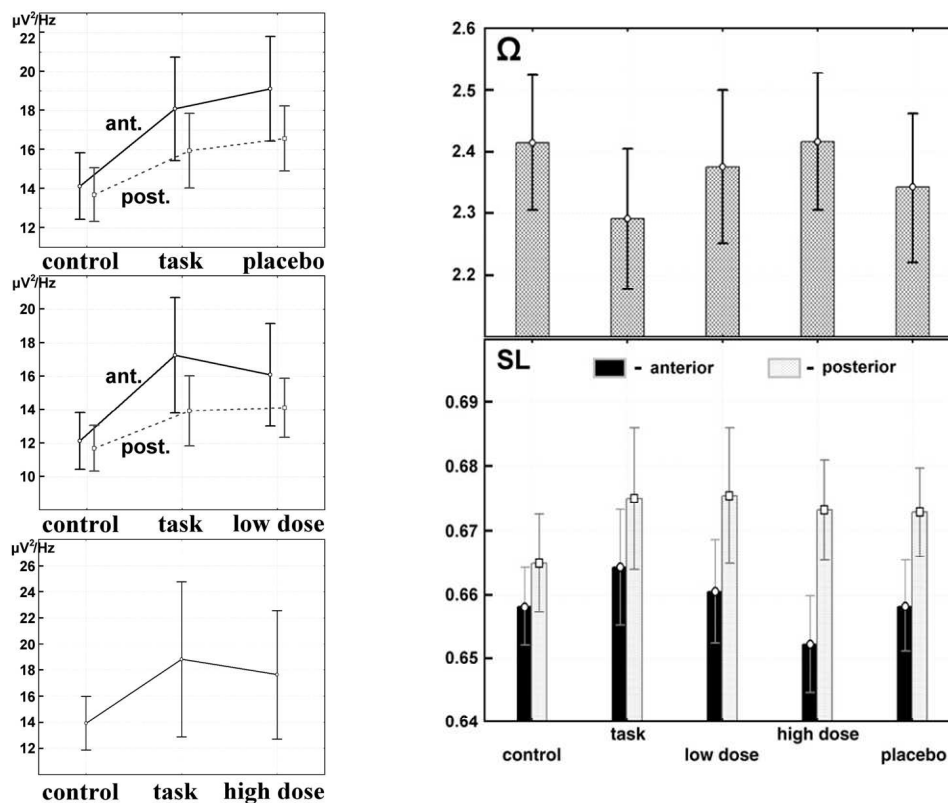 µV²/Hz
22
20
18
16
14
12
ant.
post.
control task placebo
µV²/Hz
20
18
16
14
12
10
ant.
post.
control task low dose
µV²/Hz
26
24
22
20
18
16
14
12
control task high dose
Ω
2.6
2.5
2.4
2.3
2.2
SL
- anterior - posterior
0.69
0.68
0.67
0.66
0.65
0.64
control task low dose high dose placebo